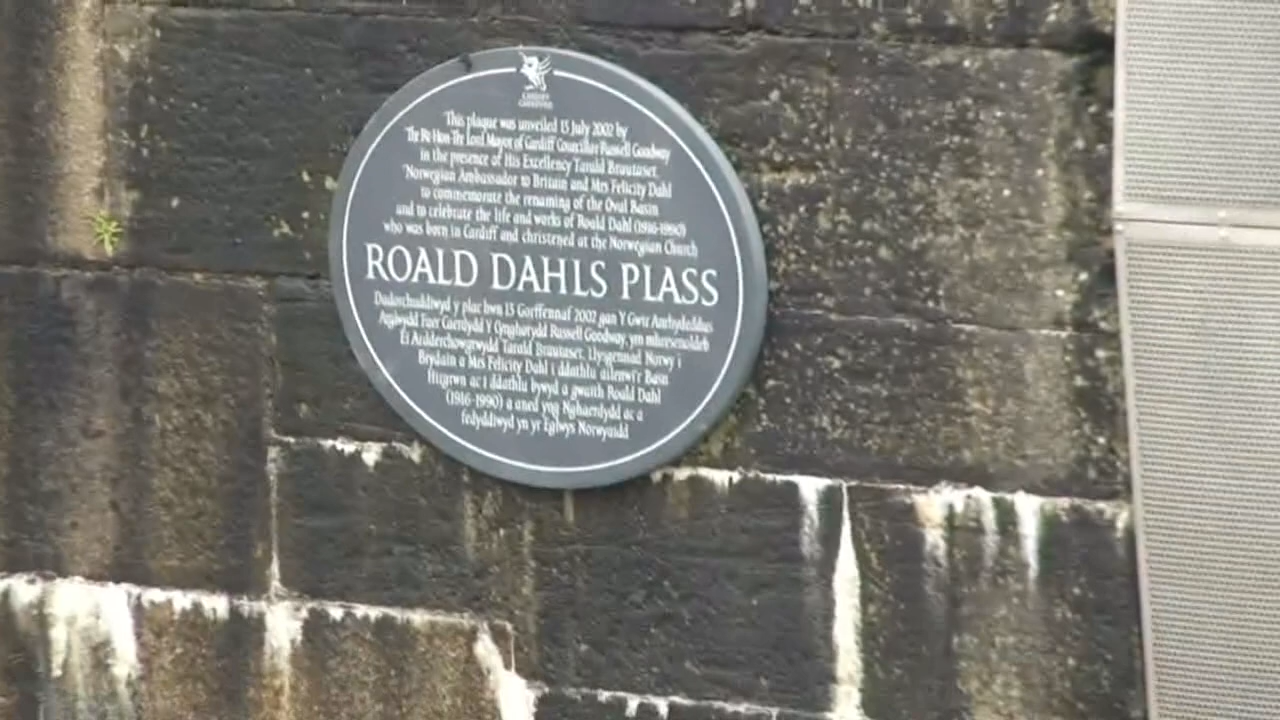 CARDIFF
CAERDYDD
This plaque was unveiled 15 July 2002 by
The Rt Hon The Lord Mayor of Cardiff Councillor Russell Goodway
in the presence of His Excellency Tarald Brautaset
Norwegian Ambassador to Britain and Mrs Felicity Dahl
to commemorate the renaming of the Oval Basin
and to celebrate the life and works of Roald Dahl (1916-1990)
who was born in Cardiff and christened at the Norwegian Church
ROALD DAHLS PLASS
Dadorchuddiwyd y plac hwn 15 Gorffennaf 2002 gan Y Gwir Anrhydeddus
Arglwydd Faer Caerdydd Y Cynghorydd Russell Goodway, ym mhresenoldeb
Ei Ardderchowgrwydd Tarald Brautaset, Llysgennad Norwy i
Brydain a Mrs Felicity Dahl i ddathlu ailenwi'r Basn
Hirgrwn ac i ddathlu bywyd a gwaith Roald Dahl
(1916-1990) a aned yng Nghaerdydd ac a
fedyddiwyd yn yr Eglwys Norwyaidd